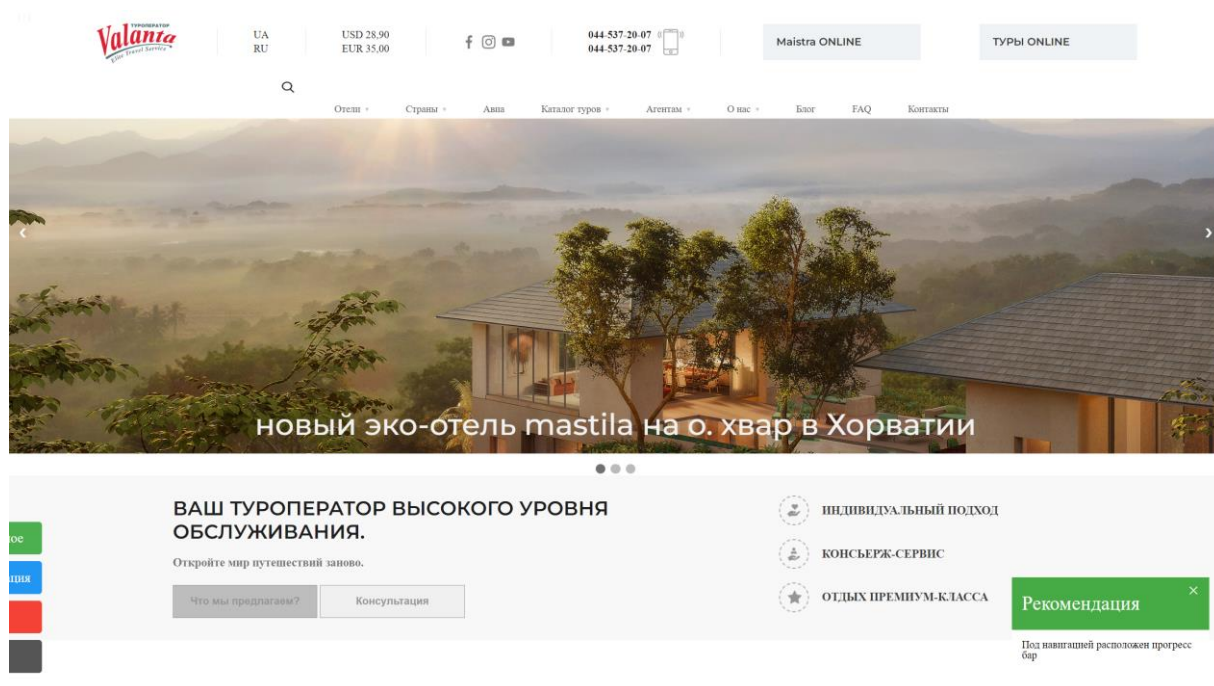 ТУРОПЕРАТОР
Valanta
Elite Travel Service
UA
RU
USD 28,90
EUR 35,00
044-537-20-07
044-537-20-07
Maistra ONLINE
ТУРЫ ONLINE
Отели
Страны
Авиа
Каталог туров
Агентам
О нас
Блог
FAQ
Контакты
новый эко-отель mastila на о. хвар в Хорватии
ВАШ ТУРОПЕРАТОР ВЫСОКОГО УРОВНЯ
ОБСЛУЖИВАНИЯ.
Откройте мир путешествий заново.
Что мы предлагаем?
Консультация
ИНДИВИДУАЛЬНЫЙ ПОДХОД
КОНСЬЕРЖ-СЕРВИС
ОТДЫХ ПРЕМИУМ-КЛАССА
ое
ция
Рекомендация
Под навигацией расположен прогресс
бар